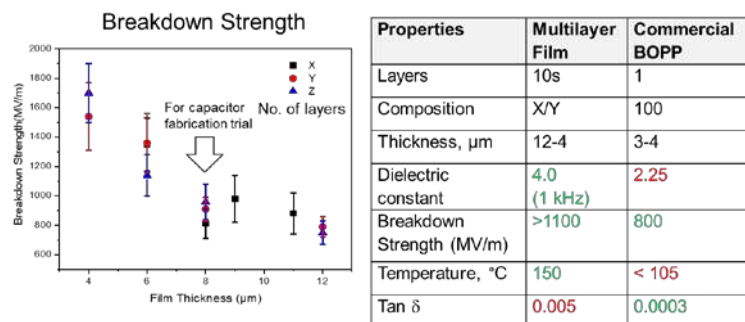 Breakdown Strength
2000
1800
1600
1400
1200
1000
800
600
Breakdown Strength(MV/m)
X
Y
Z
No. of layers
For capacitor
fabrication trial
4
6
8
10
12
Film Thickness (μm)
Properties Multilayer Film Commercial BOPP
Layers 10s 1
Composition X/Y 100
Thickness, μm 12-4 3-4
Dielectric constant 4.0 (1 kHz) 2.25
Breakdown Strength (MV/m) >1100 800
Temperature, °C 150 < 105
Tan δ 0.005 0.0003